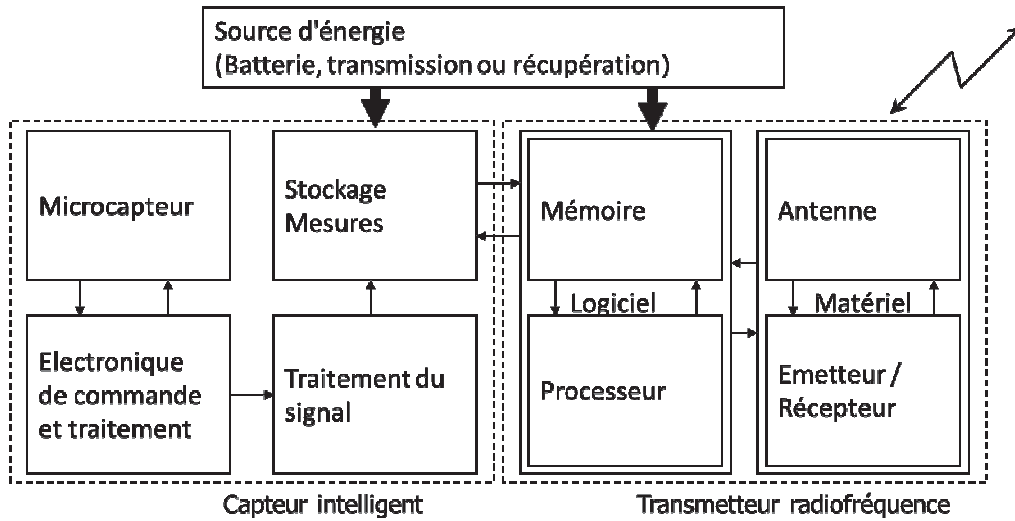 Source d'énergie
(Batterie, transmission ou récupération)
Microcapteur
Stockage
Mesures
Mémoire
Antenne
Logiciel
Matériel
Electronique
de commande
et traitement
Traitement du
signal
Processeur
Emetteur /
Récepteur
Capteur intelligent
Transmetteur radiofréquence